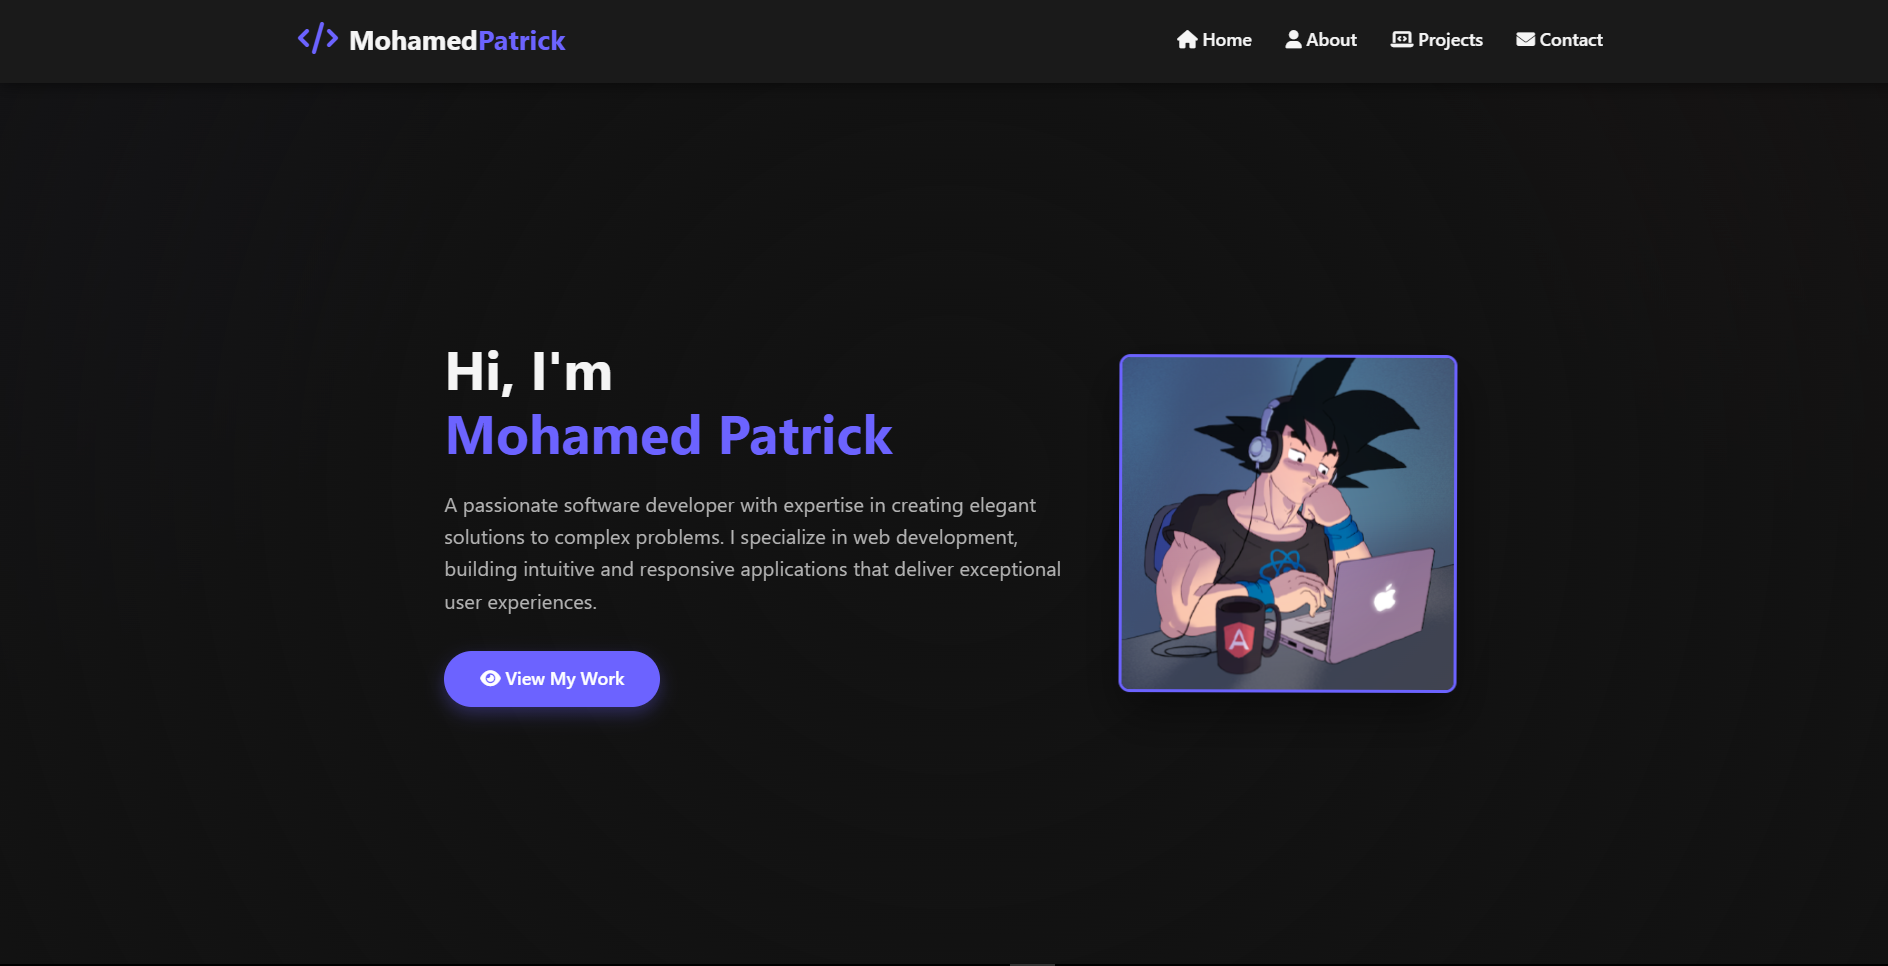 </> MohamedPatrick
Home About Projects Contact
Hi, I'm
Mohamed Patrick
A passionate software developer with expertise in creating elegant
solutions to complex problems. I specialize in web development,
building intuitive and responsive applications that deliver exceptional
user experiences.
View My Work
A